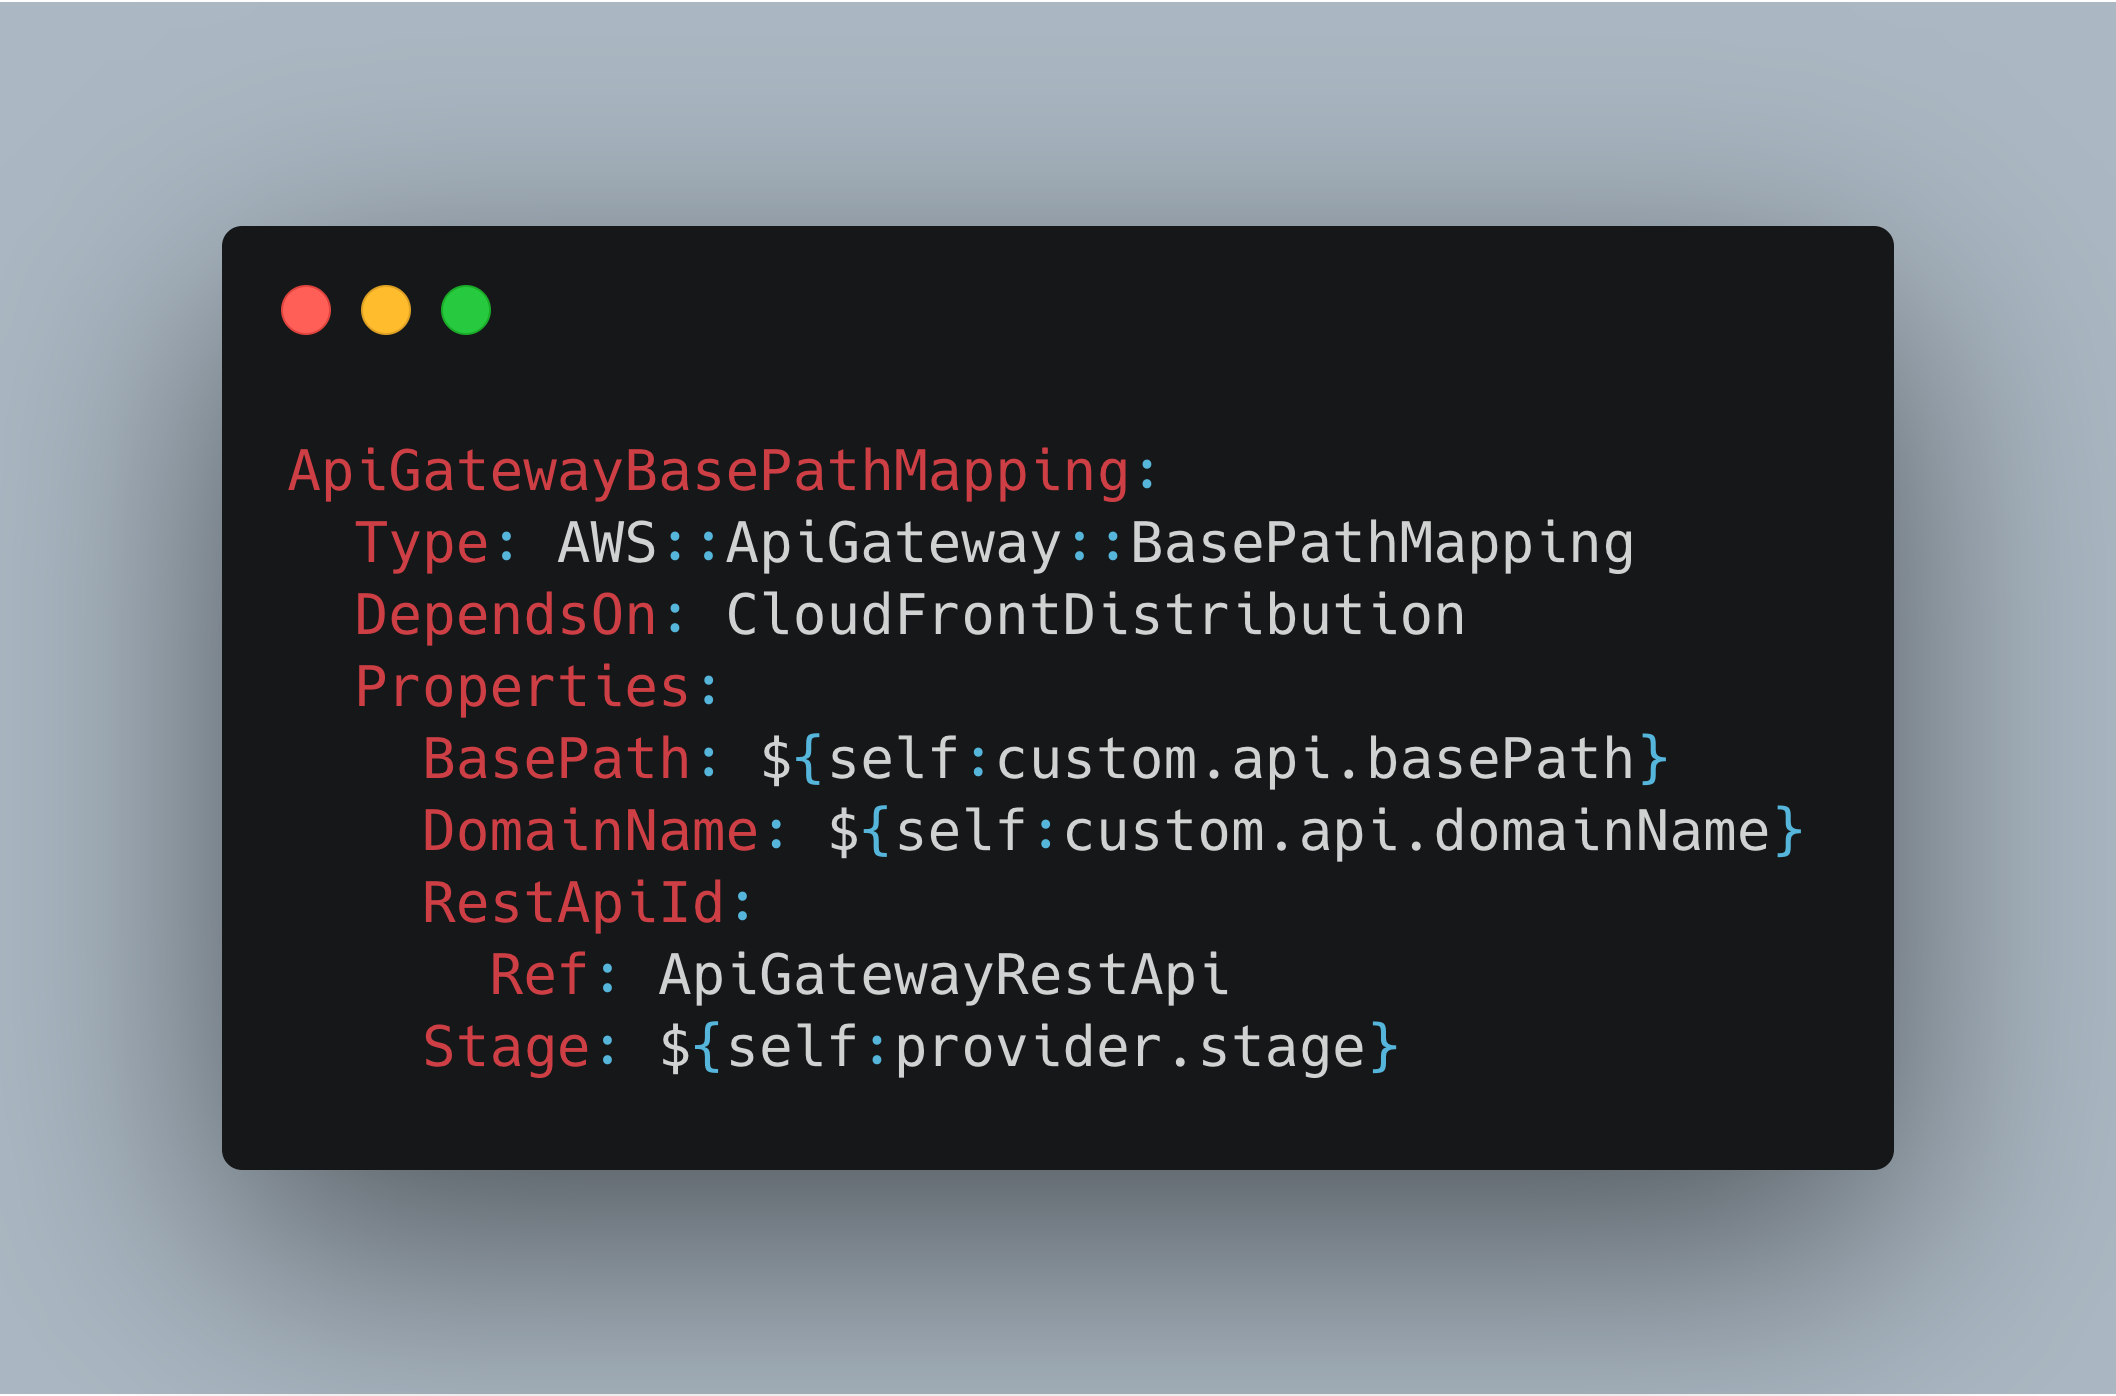 ApiGatewayBasePathMapping:
  Type: AWS::ApiGateway::BasePathMapping
  DependsOn: CloudFrontDistribution
  Properties:
    BasePath: ${self:custom.api.basePath}
    DomainName: ${self:custom.api.domainName}
    RestApiId:
      Ref: ApiGatewayRestApi
    Stage: ${self:provider.stage}